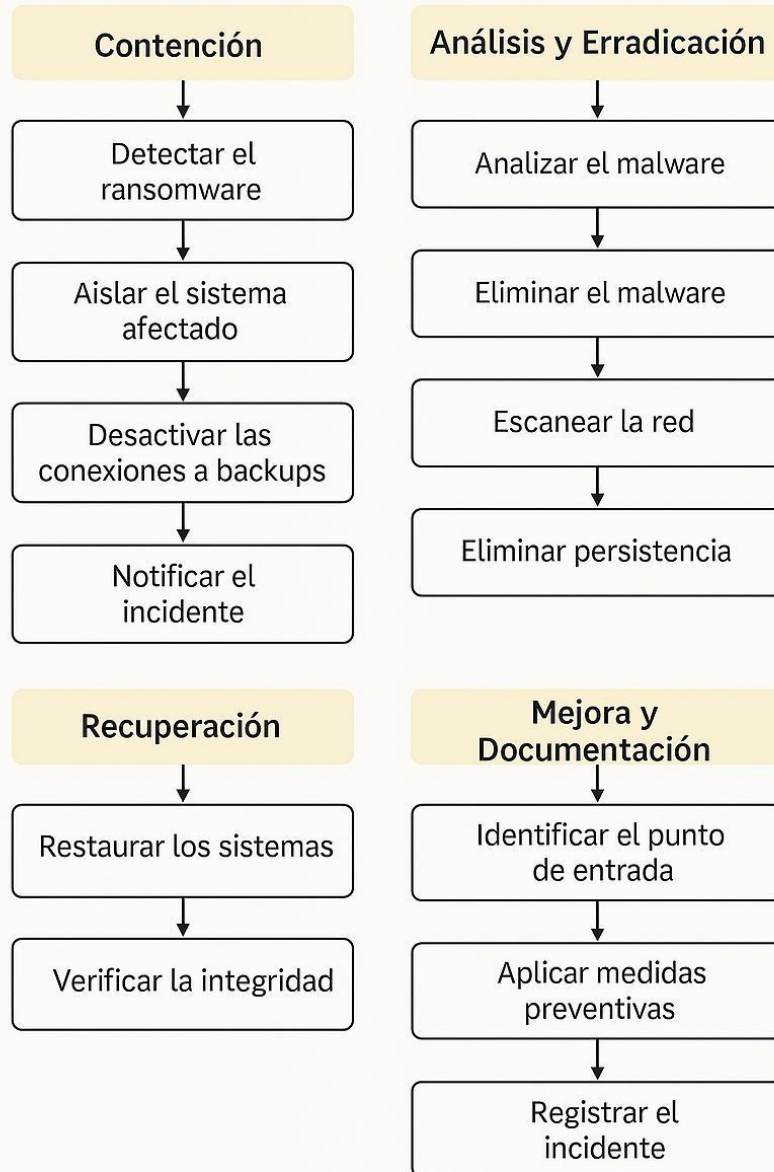 Contención
Detectar el
ransomware
Aislar el sistema
afectado
Desactivar las
conexiones a backups
Notificar el
incidente
Análisis y Erradicación
Analizar el malware
Eliminar el malware
Escanear la red
Eliminar persistencia
Recuperación
Restaurar los sistemas
Verificar la integridad
Mejora y
Documentación
Identificar el punto
de entrada
Aplicar medidas
preventivas
Registrar el
incidente